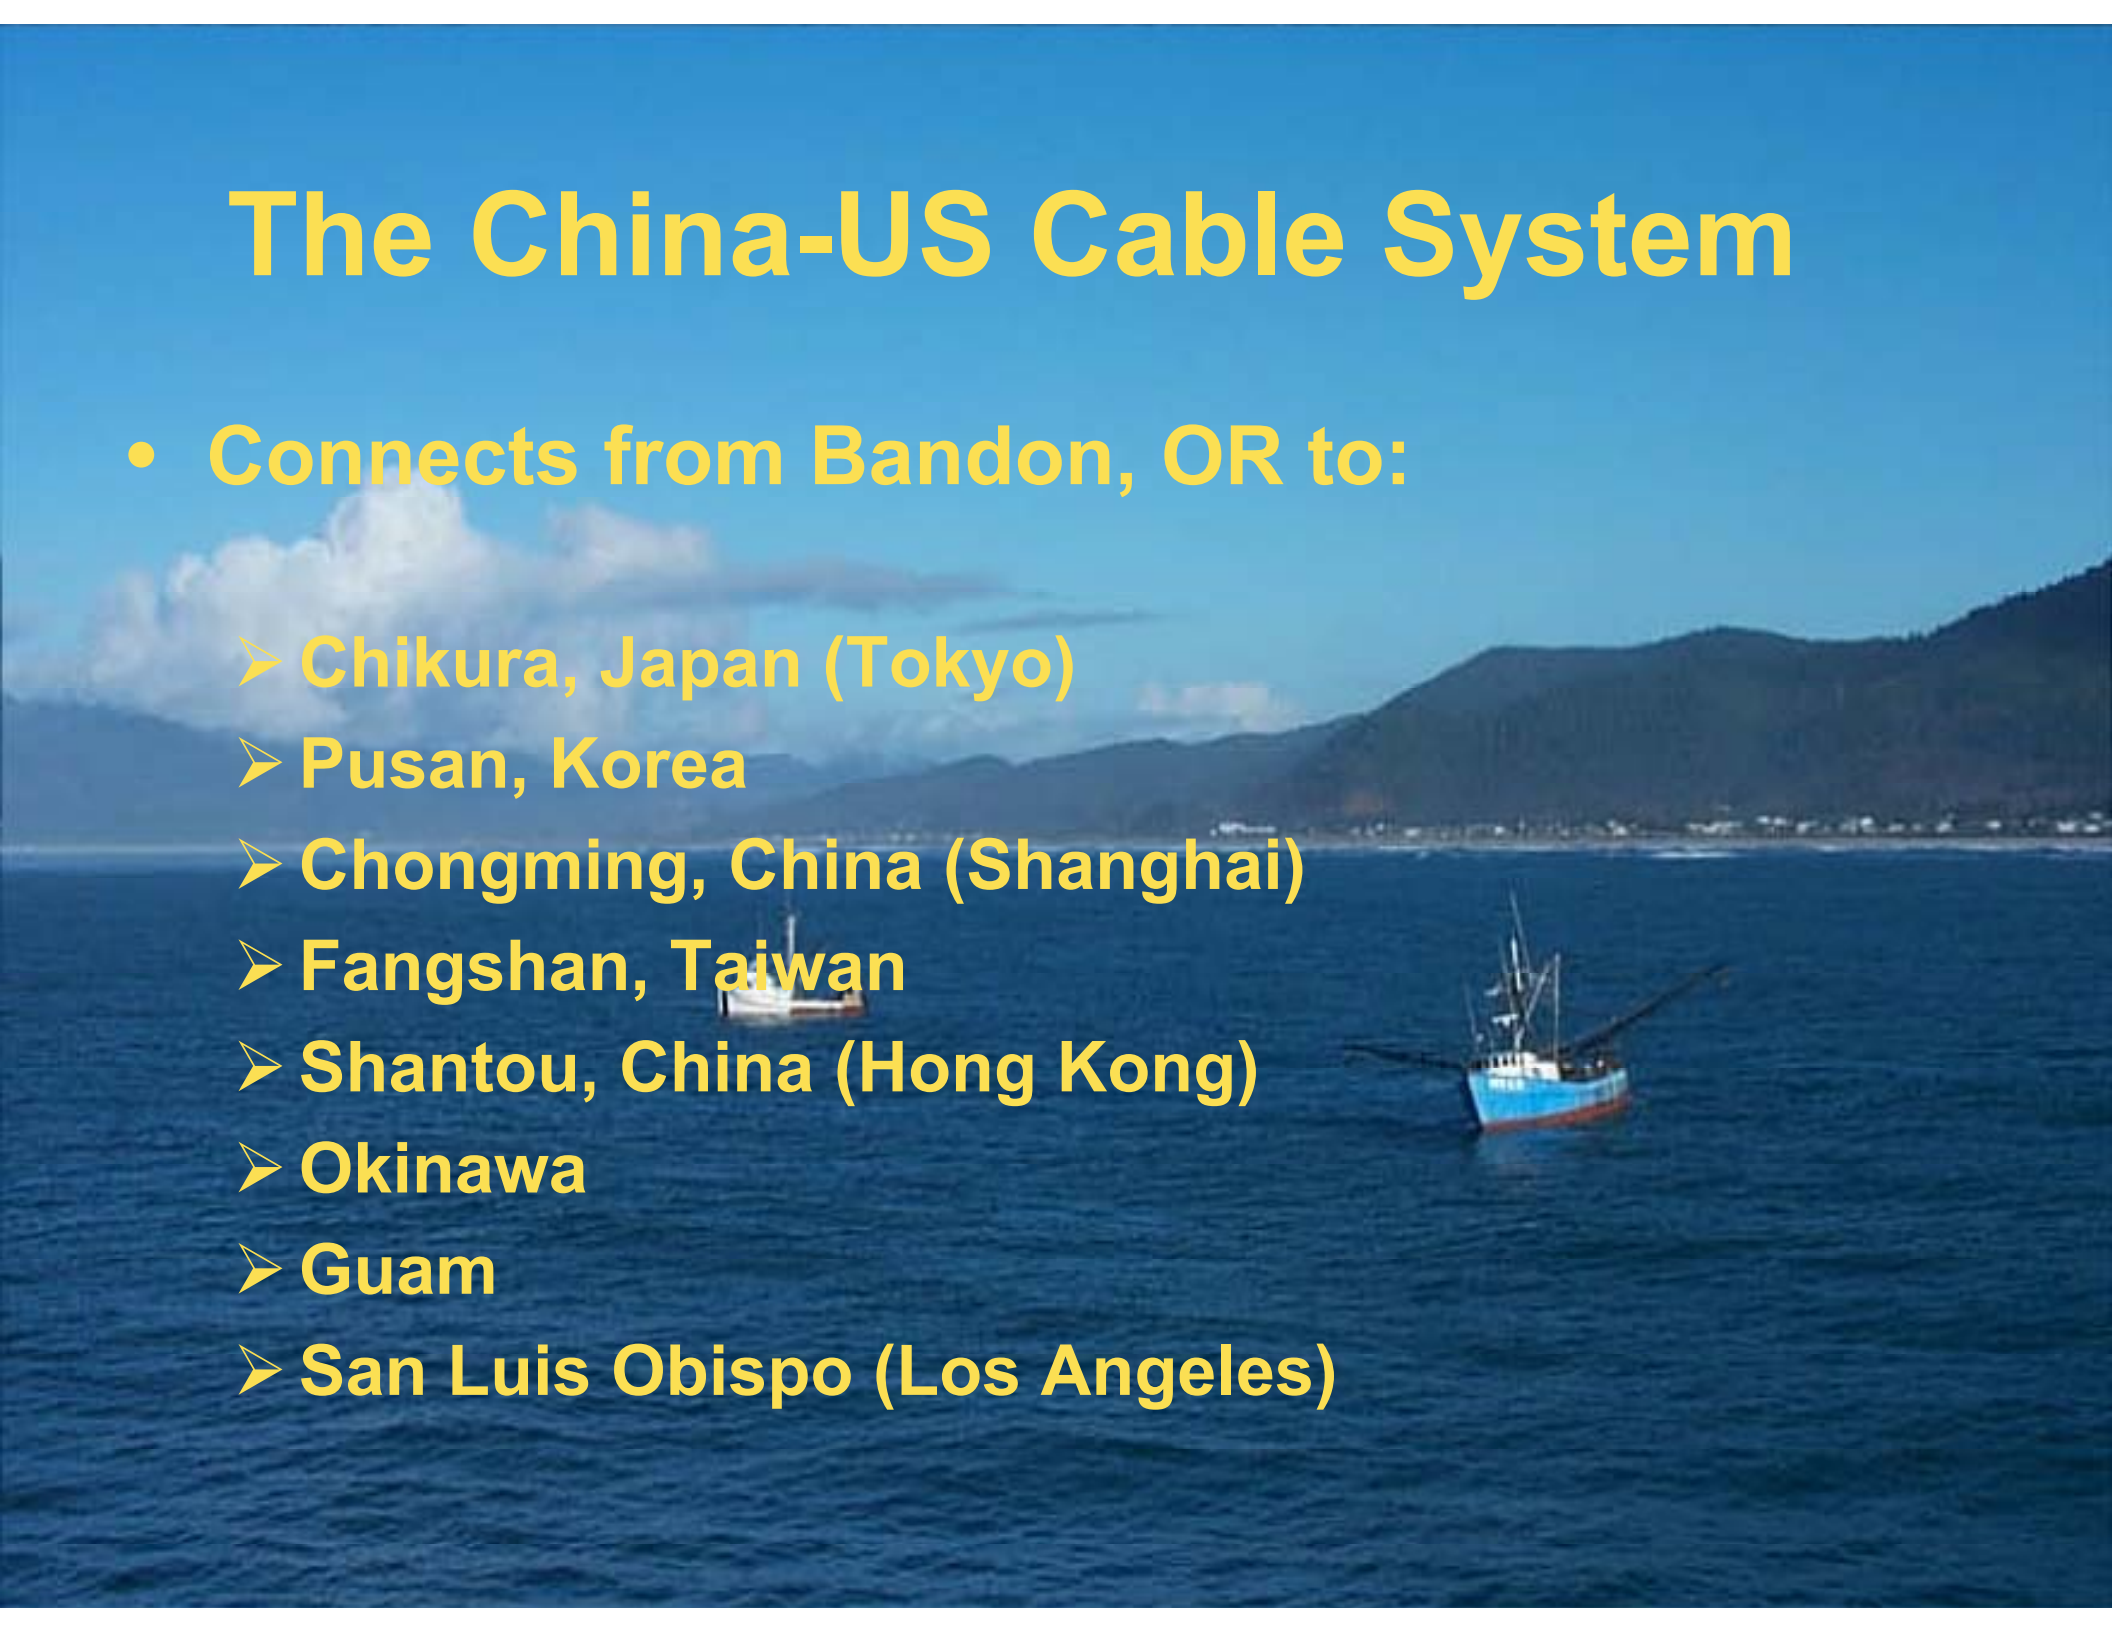 The China-US Cable System
• Connects from Bandon, OR to:
➢ Chikura, Japan (Tokyo)
➢ Pusan, Korea
➢ Chongming, China (Shanghai)
➢ Fangshan, Taiwan
➢ Shantou, China (Hong Kong)
➢ Okinawa
➢ Guam
➢ San Luis Obispo (Los Angeles)